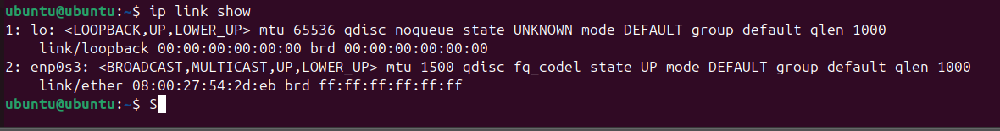 ubuntu@ubuntu:~$ ip link show
1: lo: <LOOPBACK,UP,LOWER_UP> mtu 65536 qdisc noqueue state UNKNOWN mode DEFAULT group default qlen 1000
    link/loopback 00:00:00:00:00:00 brd 00:00:00:00:00:00
2: enp0s3: <BROADCAST,MULTICAST,UP,LOWER_UP> mtu 1500 qdisc fq_codel state UP mode DEFAULT group default qlen 1000
    link/ether 08:00:27:54:2d:eb brd ff:ff:ff:ff:ff:ff
ubuntu@ubuntu:~$ S